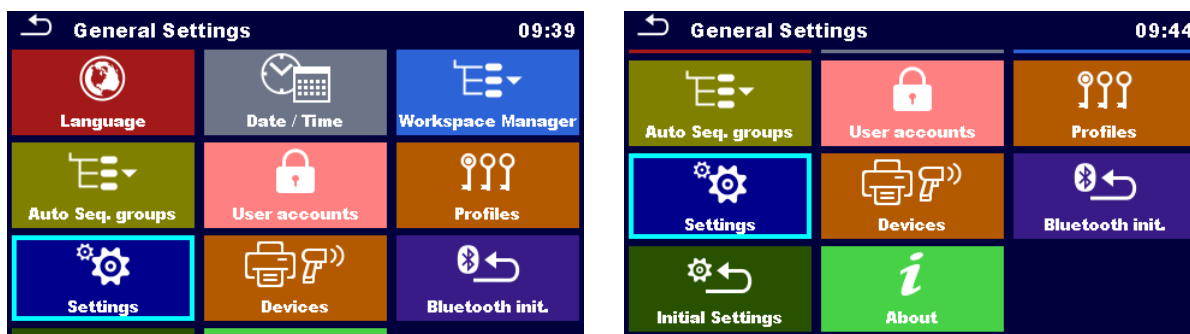 General Settings 09:39
Language Date / Time Workspace Manager
Auto Seq. groups User accounts Profiles
Settings Devices Bluetooth init.
General Settings 09:44
Auto Seq. groups User accounts Profiles
Settings Devices Bluetooth init.
Initial Settings About